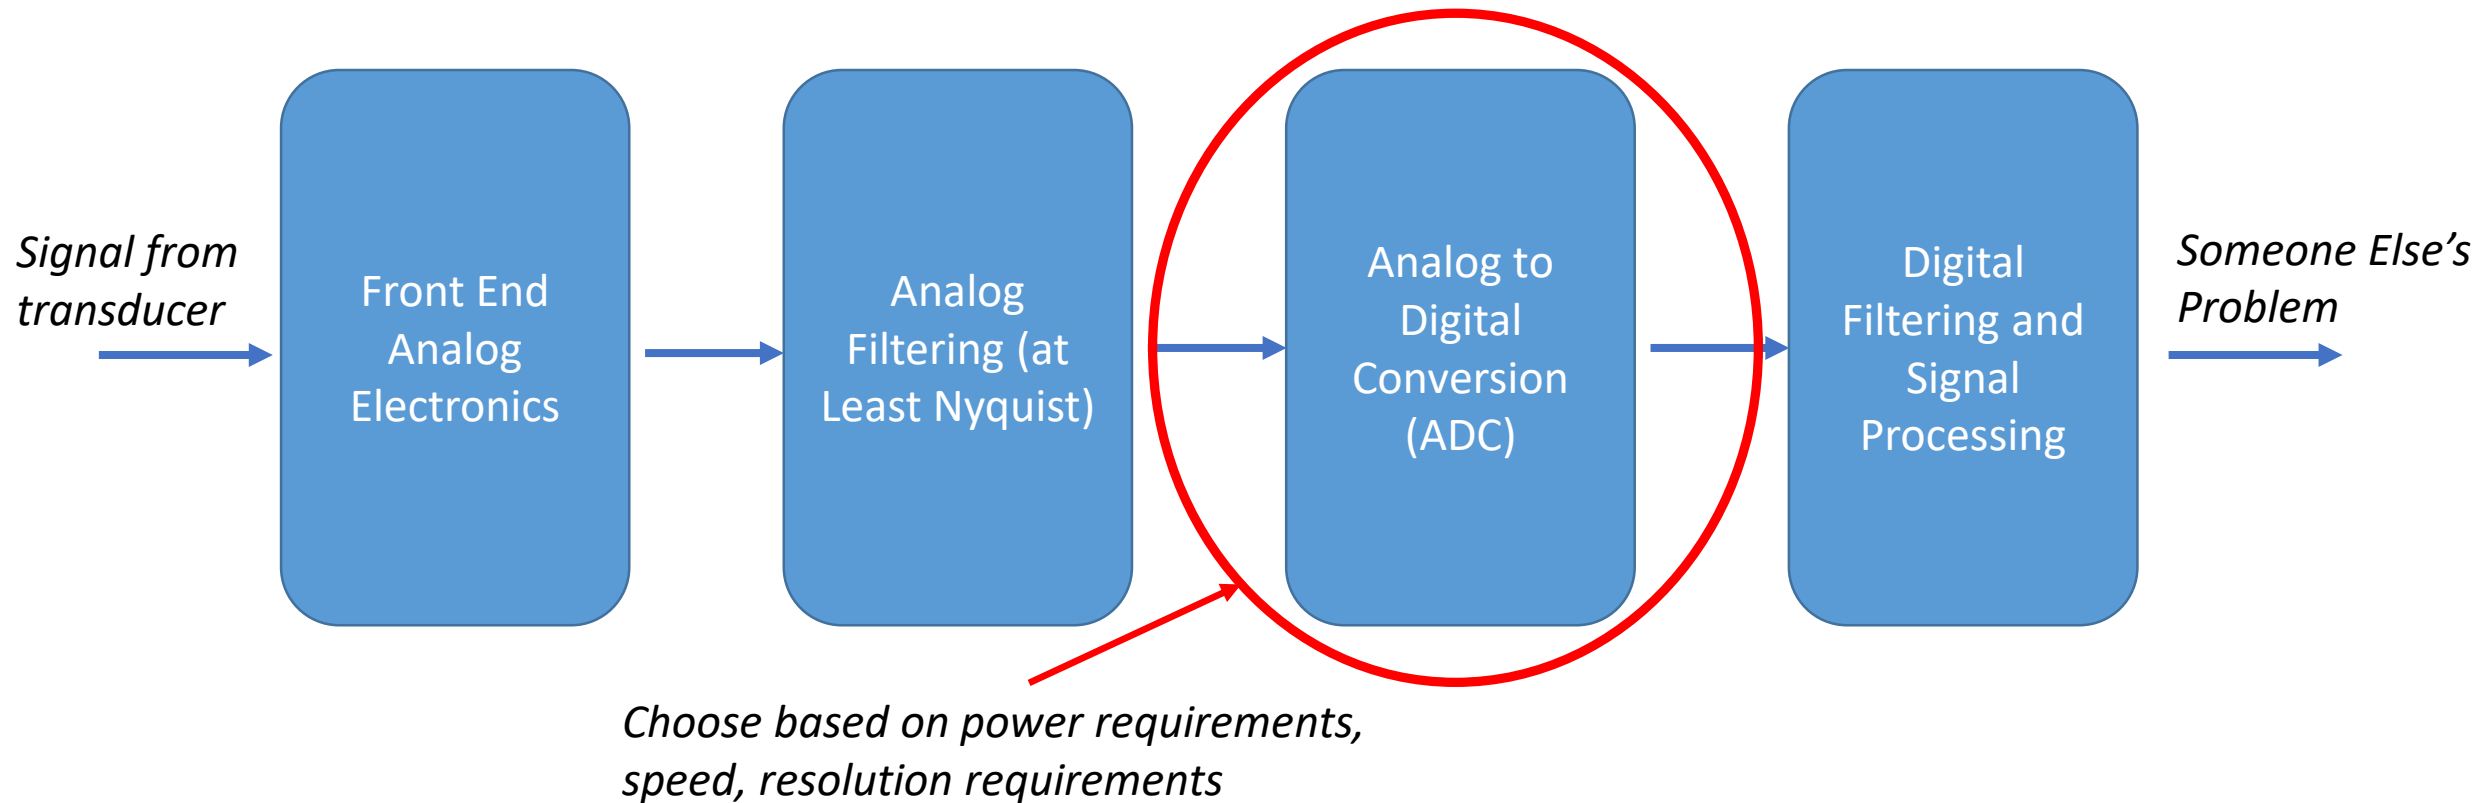 Signal from
transducer
Front End
Analog
Electronics
Analog
Filtering (at
Least Nyquist)
Analog to
Digital
Conversion
(ADC)
Digital
Filtering and
Signal
Processing
Someone Else’s
Problem
Choose based on power requirements,
speed, resolution requirements